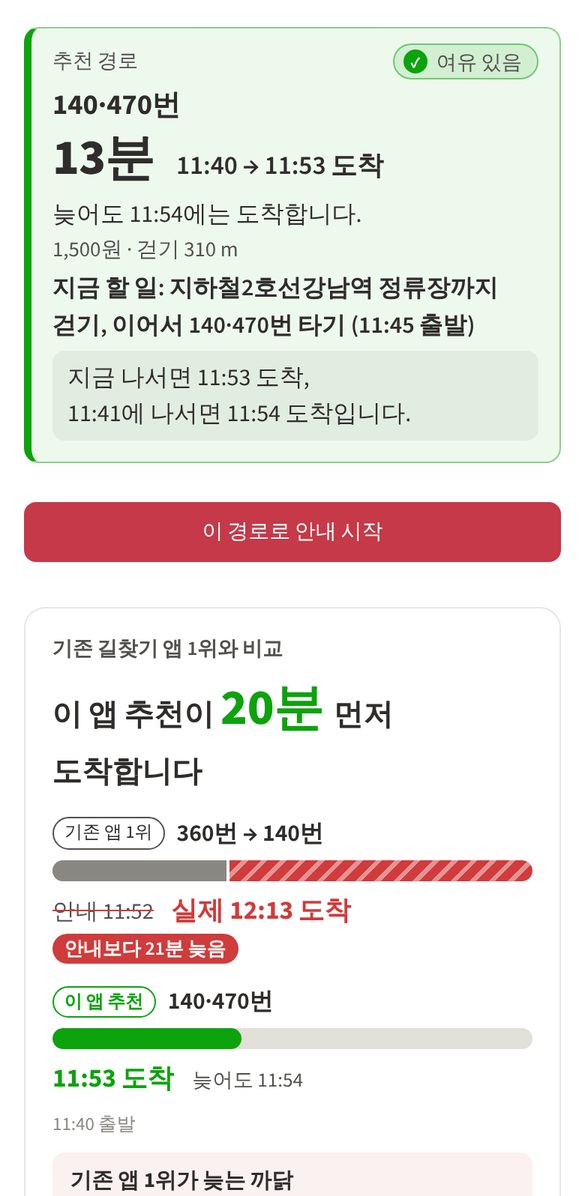 추천 경로
✓ 여유 있음
140·470번
13분 11:40 → 11:53 도착
늦어도 11:54에는 도착합니다.
1,500원 · 걷기 310 m
지금 할 일: 지하철2호선강남역 정류장까지
걷기, 이어서 140·470번 타기 (11:45 출발)
지금 나서면 11:53 도착,
11:41에 나서면 11:54 도착입니다.
이 경로로 안내 시작
기존 길찾기 앱 1위와 비교
이 앱 추천이 20분 먼저
도착합니다
기존 앱 1위 360번 → 140번
안내 11:52 실제 12:13 도착
안내보다 21분 늦음
이 앱 추천 140·470번
11:53 도착 늦어도 11:54
11:40 출발
기존 앱 1위가 늦는 까닭